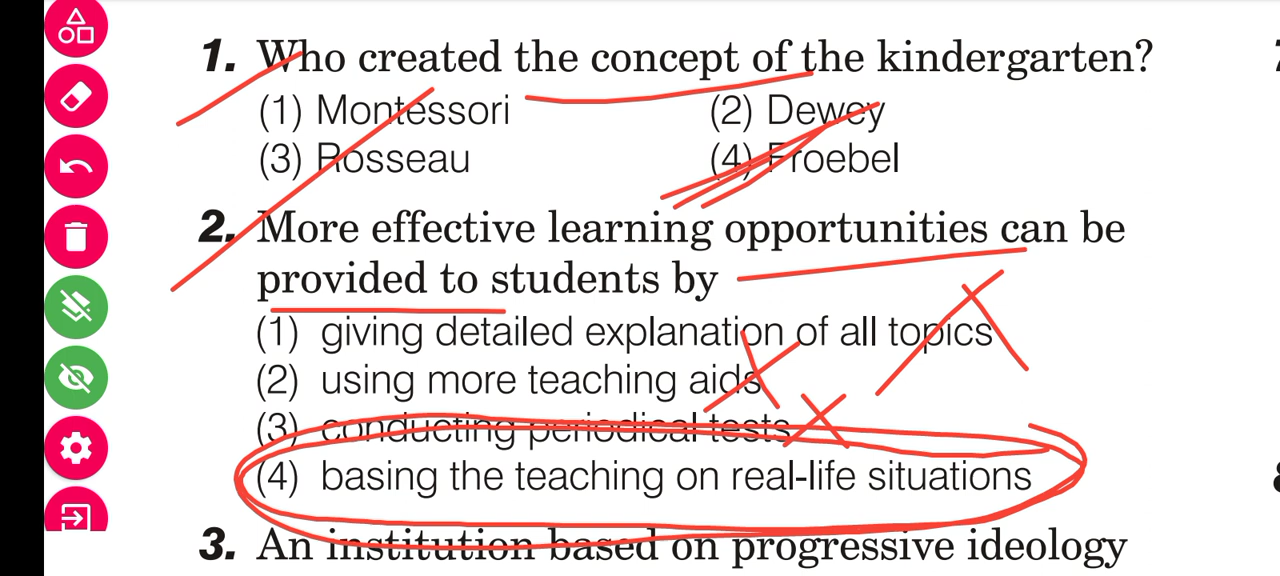 1. Who created the concept of the kindergarten?
(1) Montessori (2) Dewey
(3) Rosseau (4) Froebel
2. More effective learning opportunities can be
provided to students by
(1) giving detailed explanation of all topics
(2) using more teaching aids
(3) conducting periodical tests
(4) basing the teaching on real-life situations
3. An institution based on progressive ideology